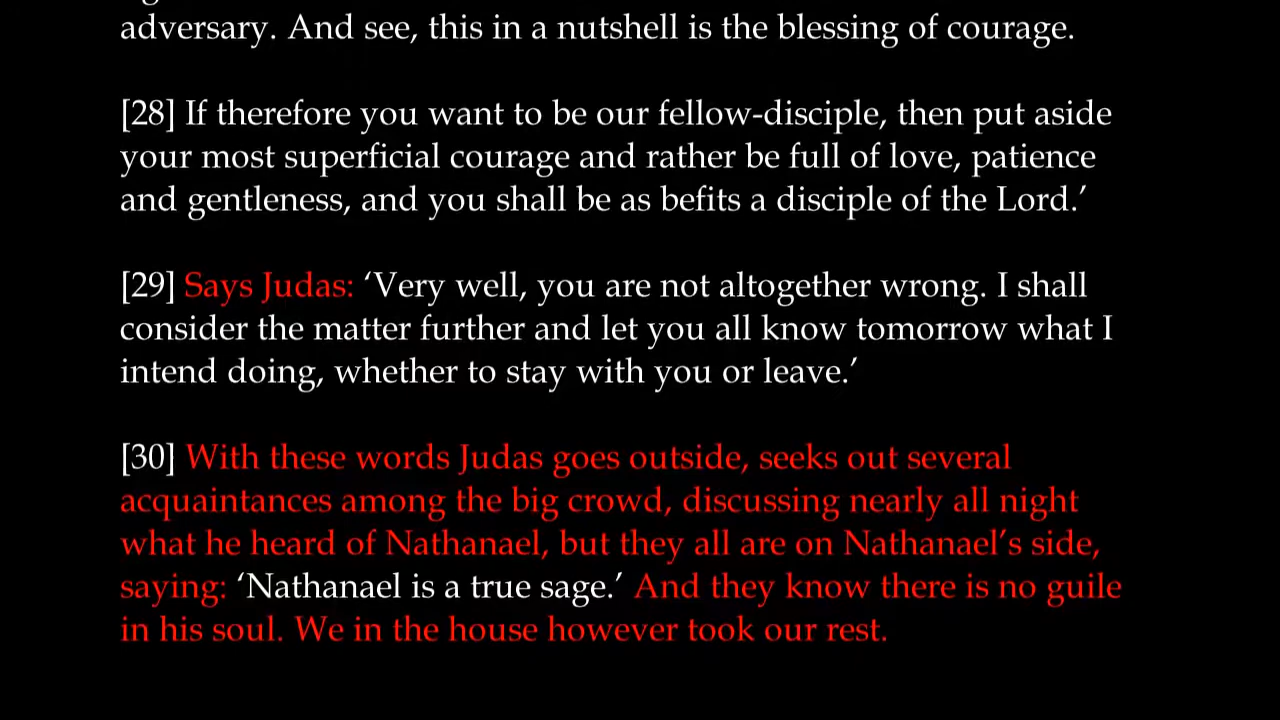 adversary. And see, this in a nutshell is the blessing of courage.
[28] If therefore you want to be our fellow-disciple, then put aside
your most superficial courage and rather be full of love, patience
and gentleness, and you shall be as befits a disciple of the Lord.’
[29] Says Judas: ‘Very well, you are not altogether wrong. I shall
consider the matter further and let you all know tomorrow what I
intend doing, whether to stay with you or leave.’
[30] With these words Judas goes outside, seeks out several
acquaintances among the big crowd, discussing nearly all night
what he heard of Nathanael, but they all are on Nathanael’s side,
saying: ‘Nathanael is a true sage.’ And they know there is no guile
in his soul. We in the house however took our rest.